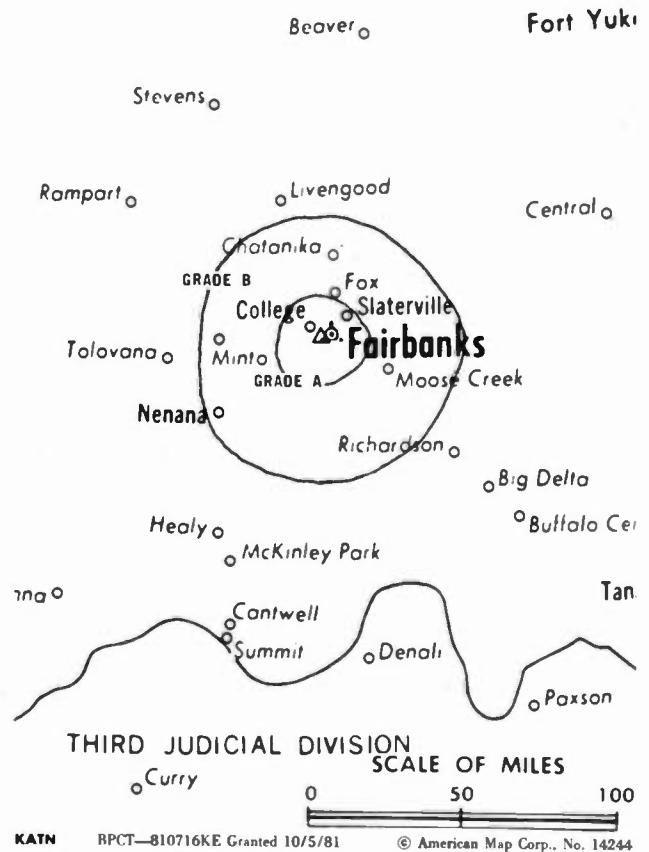 Beaver
Fort Yuk
Stevens
Rampart
Livengood
Central
Chatanika
GRADE B
Fox
College
Slaterville
Fairbanks
Tolovana
Minto
GRADE A
Moose Creek
Nenana
Richardson
Big Delta
Healy
Buffalo Cen
McKinley Park
na
Tan
Cantwell
Summit
Denali
Paxson
THIRD JUDICIAL DIVISION
SCALE OF MILES
Curry
0 50 100
KATN BPCT—810716KE Granted 10/5/81 © American Map Corp., No. 14244